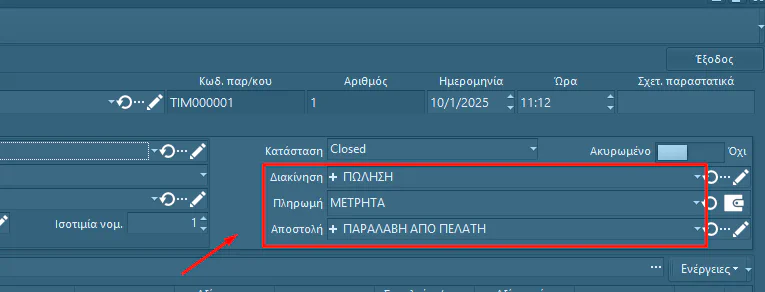 Έξοδος
Κωδ. παρ/κου Αριθμός Ημερομηνία Ώρα Σχετ. παραστατικά
TIM000001 1 10/1/2025 11:12
Κατάσταση Closed Ακυρωμένο Όχι
Διακίνηση + ΠΩΛΗΣΗ
Πληρωμή ΜΕΤΡΗΤΑ
Ισοτιμία νομ. 1
Αποστολή + ΠΑΡΑΛΑΒΗ ΑΠΟ ΠΕΛΑΤΗ
Ενέργειες